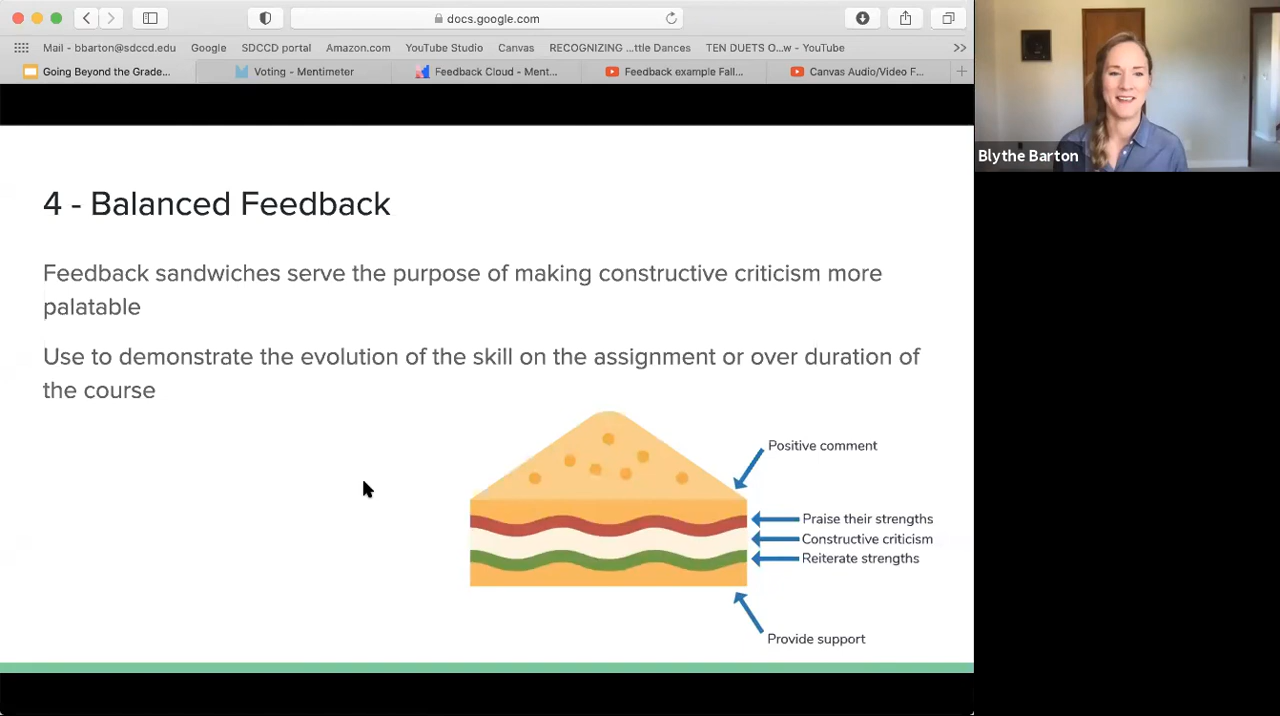 docs.google.com
Mail - bbarton@sdccd.edu Google SDCCD portal Amazon.com YouTube Studio Canvas RECOGNIZING ...ttle Dances TEN DUETS O...w - YouTube
Going Beyond the Grade... Voting - Mentimeter Feedback Cloud - Ment... Feedback example Fall... Canvas Audio/Video F...
Blythe Barton
4 - Balanced Feedback
Feedback sandwiches serve the purpose of making constructive criticism more
palatable
Use to demonstrate the evolution of the skill on the assignment or over duration of
the course
Positive comment
Praise their strengths
Constructive criticism
Reiterate strengths
Provide support